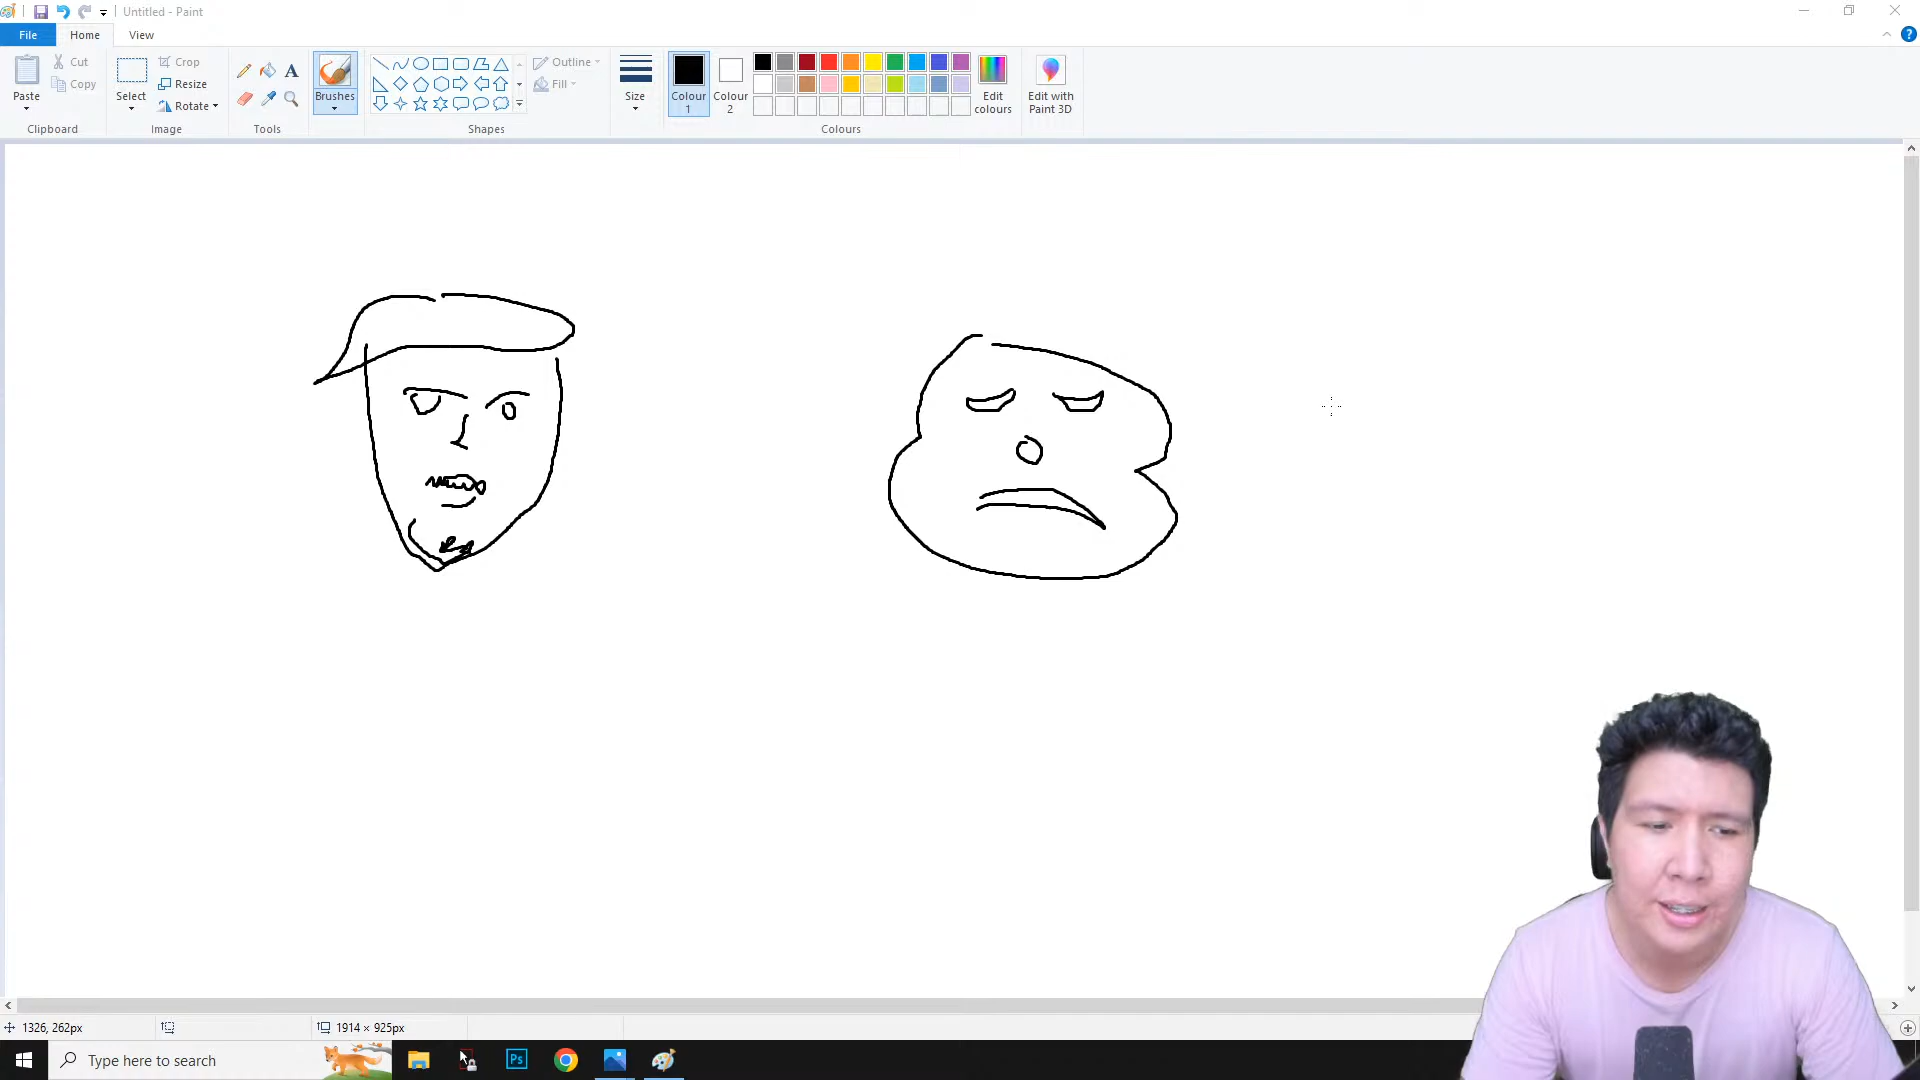 Untitled - Paint
File
Home
View
Paste
Cut
Copy
Clipboard
Select
Crop
Resize
Rotate
Image
A
Tools
Brushes
Outline
Fill
Shapes
Size
Colour 1
Colour 2
Edit colours
Colours
Edit with Paint 3D
?
1326, 262px
1914 × 925px
Type here to search
Ps